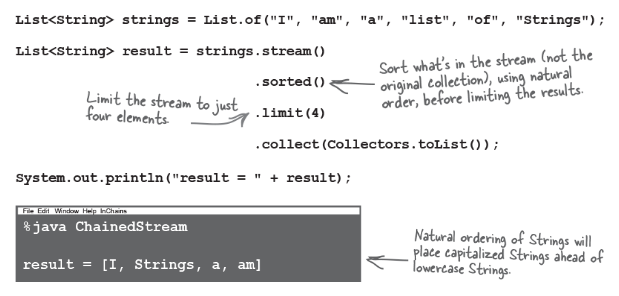 List<String> strings = List.of("I", "am", "a", "list", "of", "Strings");
List<String> result = strings.stream()
.sorted()
Sort what's in the stream (not the
original collection), using natural
order, before limiting the results.
Limit the stream to just
four elements.
.limit(4)
.collect(Collectors.toList());
System.out.println("result = " + result);
File Edit Window Help InChains
%java ChainedStream
result = [I, Strings, a, am]
Natural ordering of Strings will
place capitalized Strings ahead of
lowercase Strings.